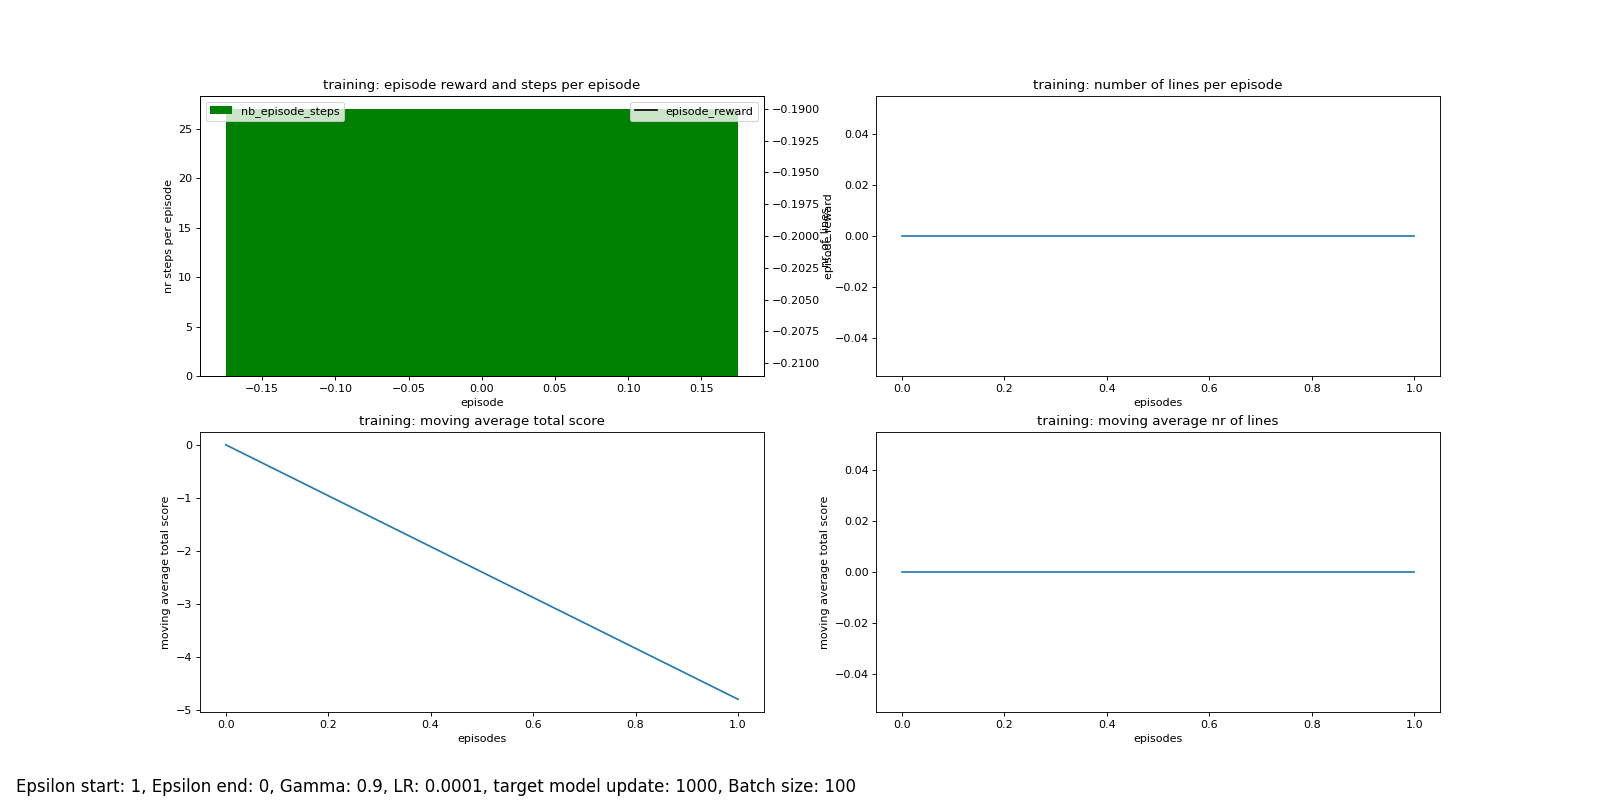 training: episode reward and steps per episode
nb_episode_steps
episode_reward
25
20
15
10
5
0
nr steps per episode
−0.1900
−0.1925
−0.1950
−0.1975
−0.2000
−0.2025
−0.2050
−0.2075
−0.2100
episode_reward
−0.15 −0.10 −0.05 0.00 0.05 0.10 0.15
episode
training: number of lines per episode
nr of lines
0.04
0.02
0.00
−0.02
−0.04
0.0 0.2 0.4 0.6 0.8 1.0
episodes
training: moving average total score
moving average total score
0
−1
−2
−3
−4
−5
0.0 0.2 0.4 0.6 0.8 1.0
episodes
training: moving average nr of lines
moving average total score
0.04
0.02
0.00
−0.02
−0.04
0.0 0.2 0.4 0.6 0.8 1.0
episodes
Epsilon start: 1, Epsilon end: 0, Gamma: 0.9, LR: 0.0001, target model update: 1000, Batch size: 100